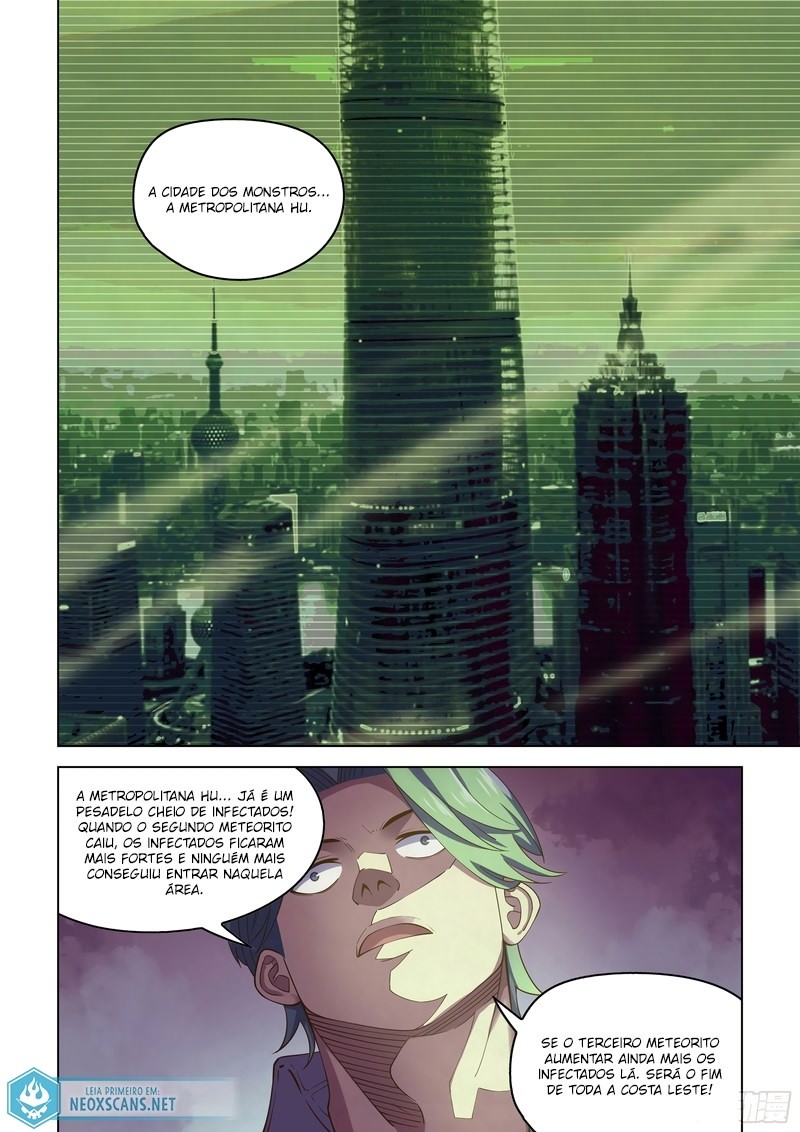 A CIDADE DOS MONSTROS...
A METROPOLITANA HU.
A METROPOLITANA HU... JÁ É UM
PESADELO CHEIO DE INFECTADOS!
QUANDO O SEGUNDO METEORITO
CAIU, OS INFECTADOS FICARAM
MAIS FORTES E NINGUÉM MAIS
CONSEGUIU ENTRAR NAQUELA
ÁREA.
SE O TERCEIRO METEORITO
AUMENTAR AINDA MAIS OS
INFECTADOS LÁ. SERÁ O FIM
DE TODA A COSTA LESTE!
LEIA PRIMEIRO EM:
NEOXSCANS.NET
动漫